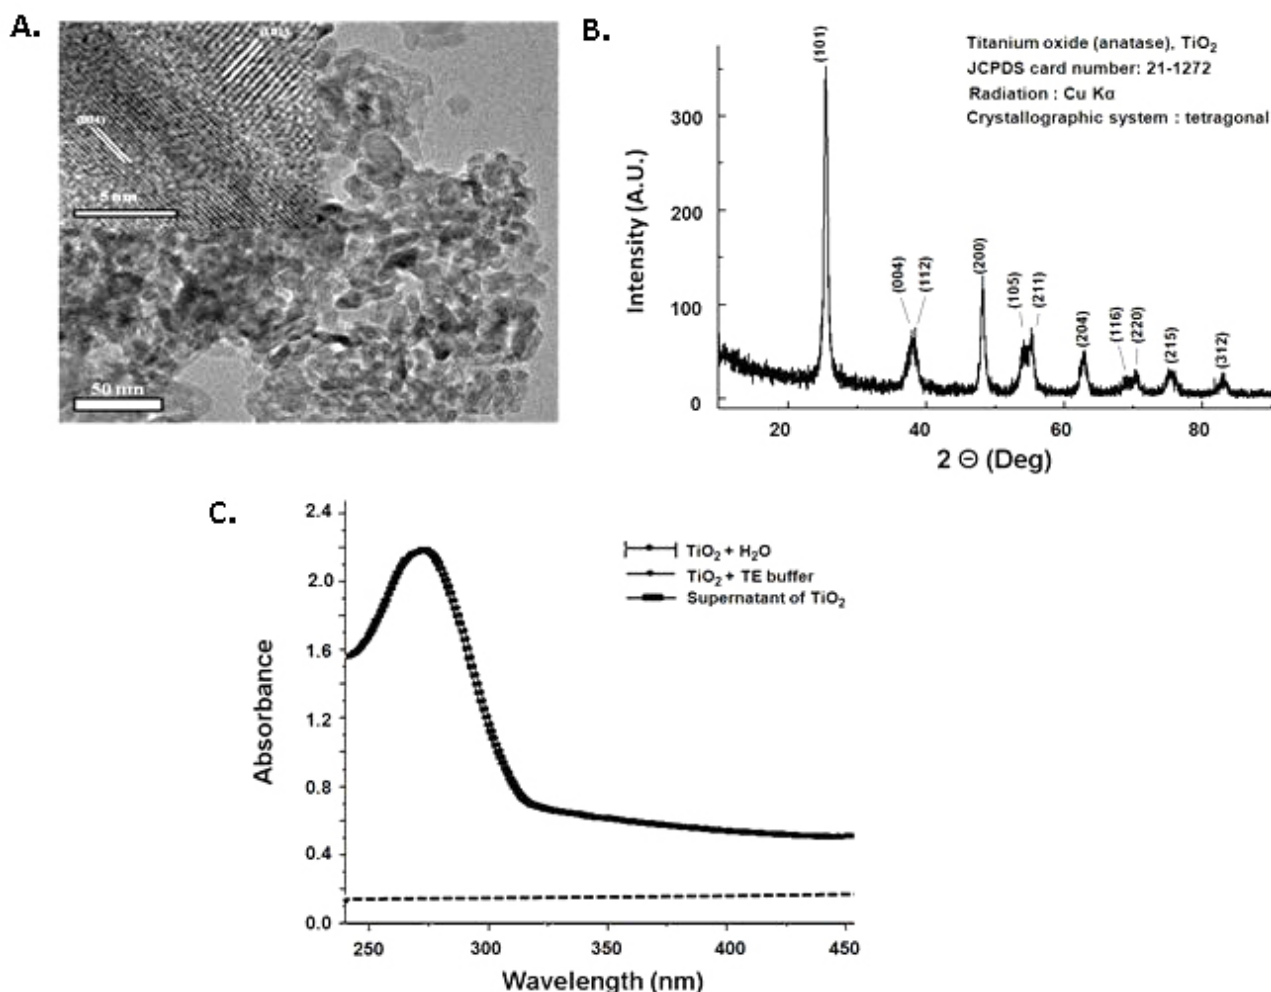 A.
(004)
5 nm
50 nm
B.
Titanium oxide (anatase), TiO₂
JCPDS card number: 21-1272
Radiation : Cu Kα
Crystallographic system : tetragonal
Intensity (A.U.)
300
200
100
0
(101)
(004)
(112)
(200)
(105)
(211)
(204)
(116)
(220)
(215)
(312)
20 40 60 80
2 Θ (Deg)
C.
Absorbance
2.4
2.0
1.6
1.2
0.8
0.4
0.0
TiO₂ + H₂O
TiO₂ + TE buffer
Supernatant of TiO₂
250 300 350 400 450
Wavelength (nm)